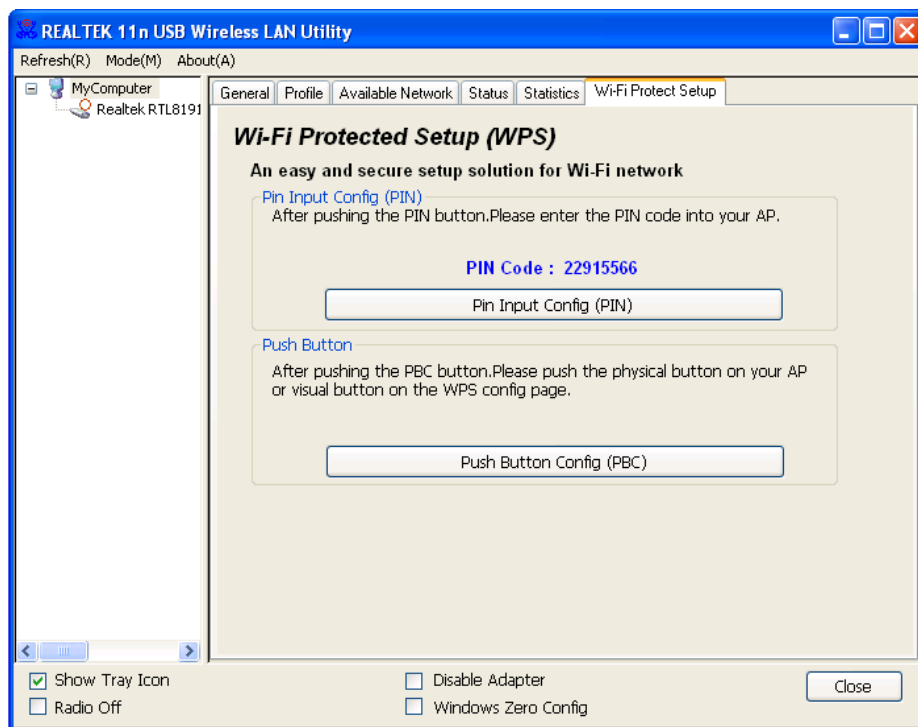 REALTEK 11n USB Wireless LAN Utility
Refresh(R) Mode(M) About(A)
MyComputer
Realtek RTL8191
General Profile Available Network Status Statistics Wi-Fi Protect Setup
Wi-Fi Protected Setup (WPS)
An easy and secure setup solution for Wi-Fi network
Pin Input Config (PIN)
After pushing the PIN button.Please enter the PIN code into your AP.
PIN Code : 22915566
Pin Input Config (PIN)
Push Button
After pushing the PBC button.Please push the physical button on your AP
or visual button on the WPS config page.
Push Button Config (PBC)
Show Tray Icon
Radio Off
Disable Adapter
Windows Zero Config
Close